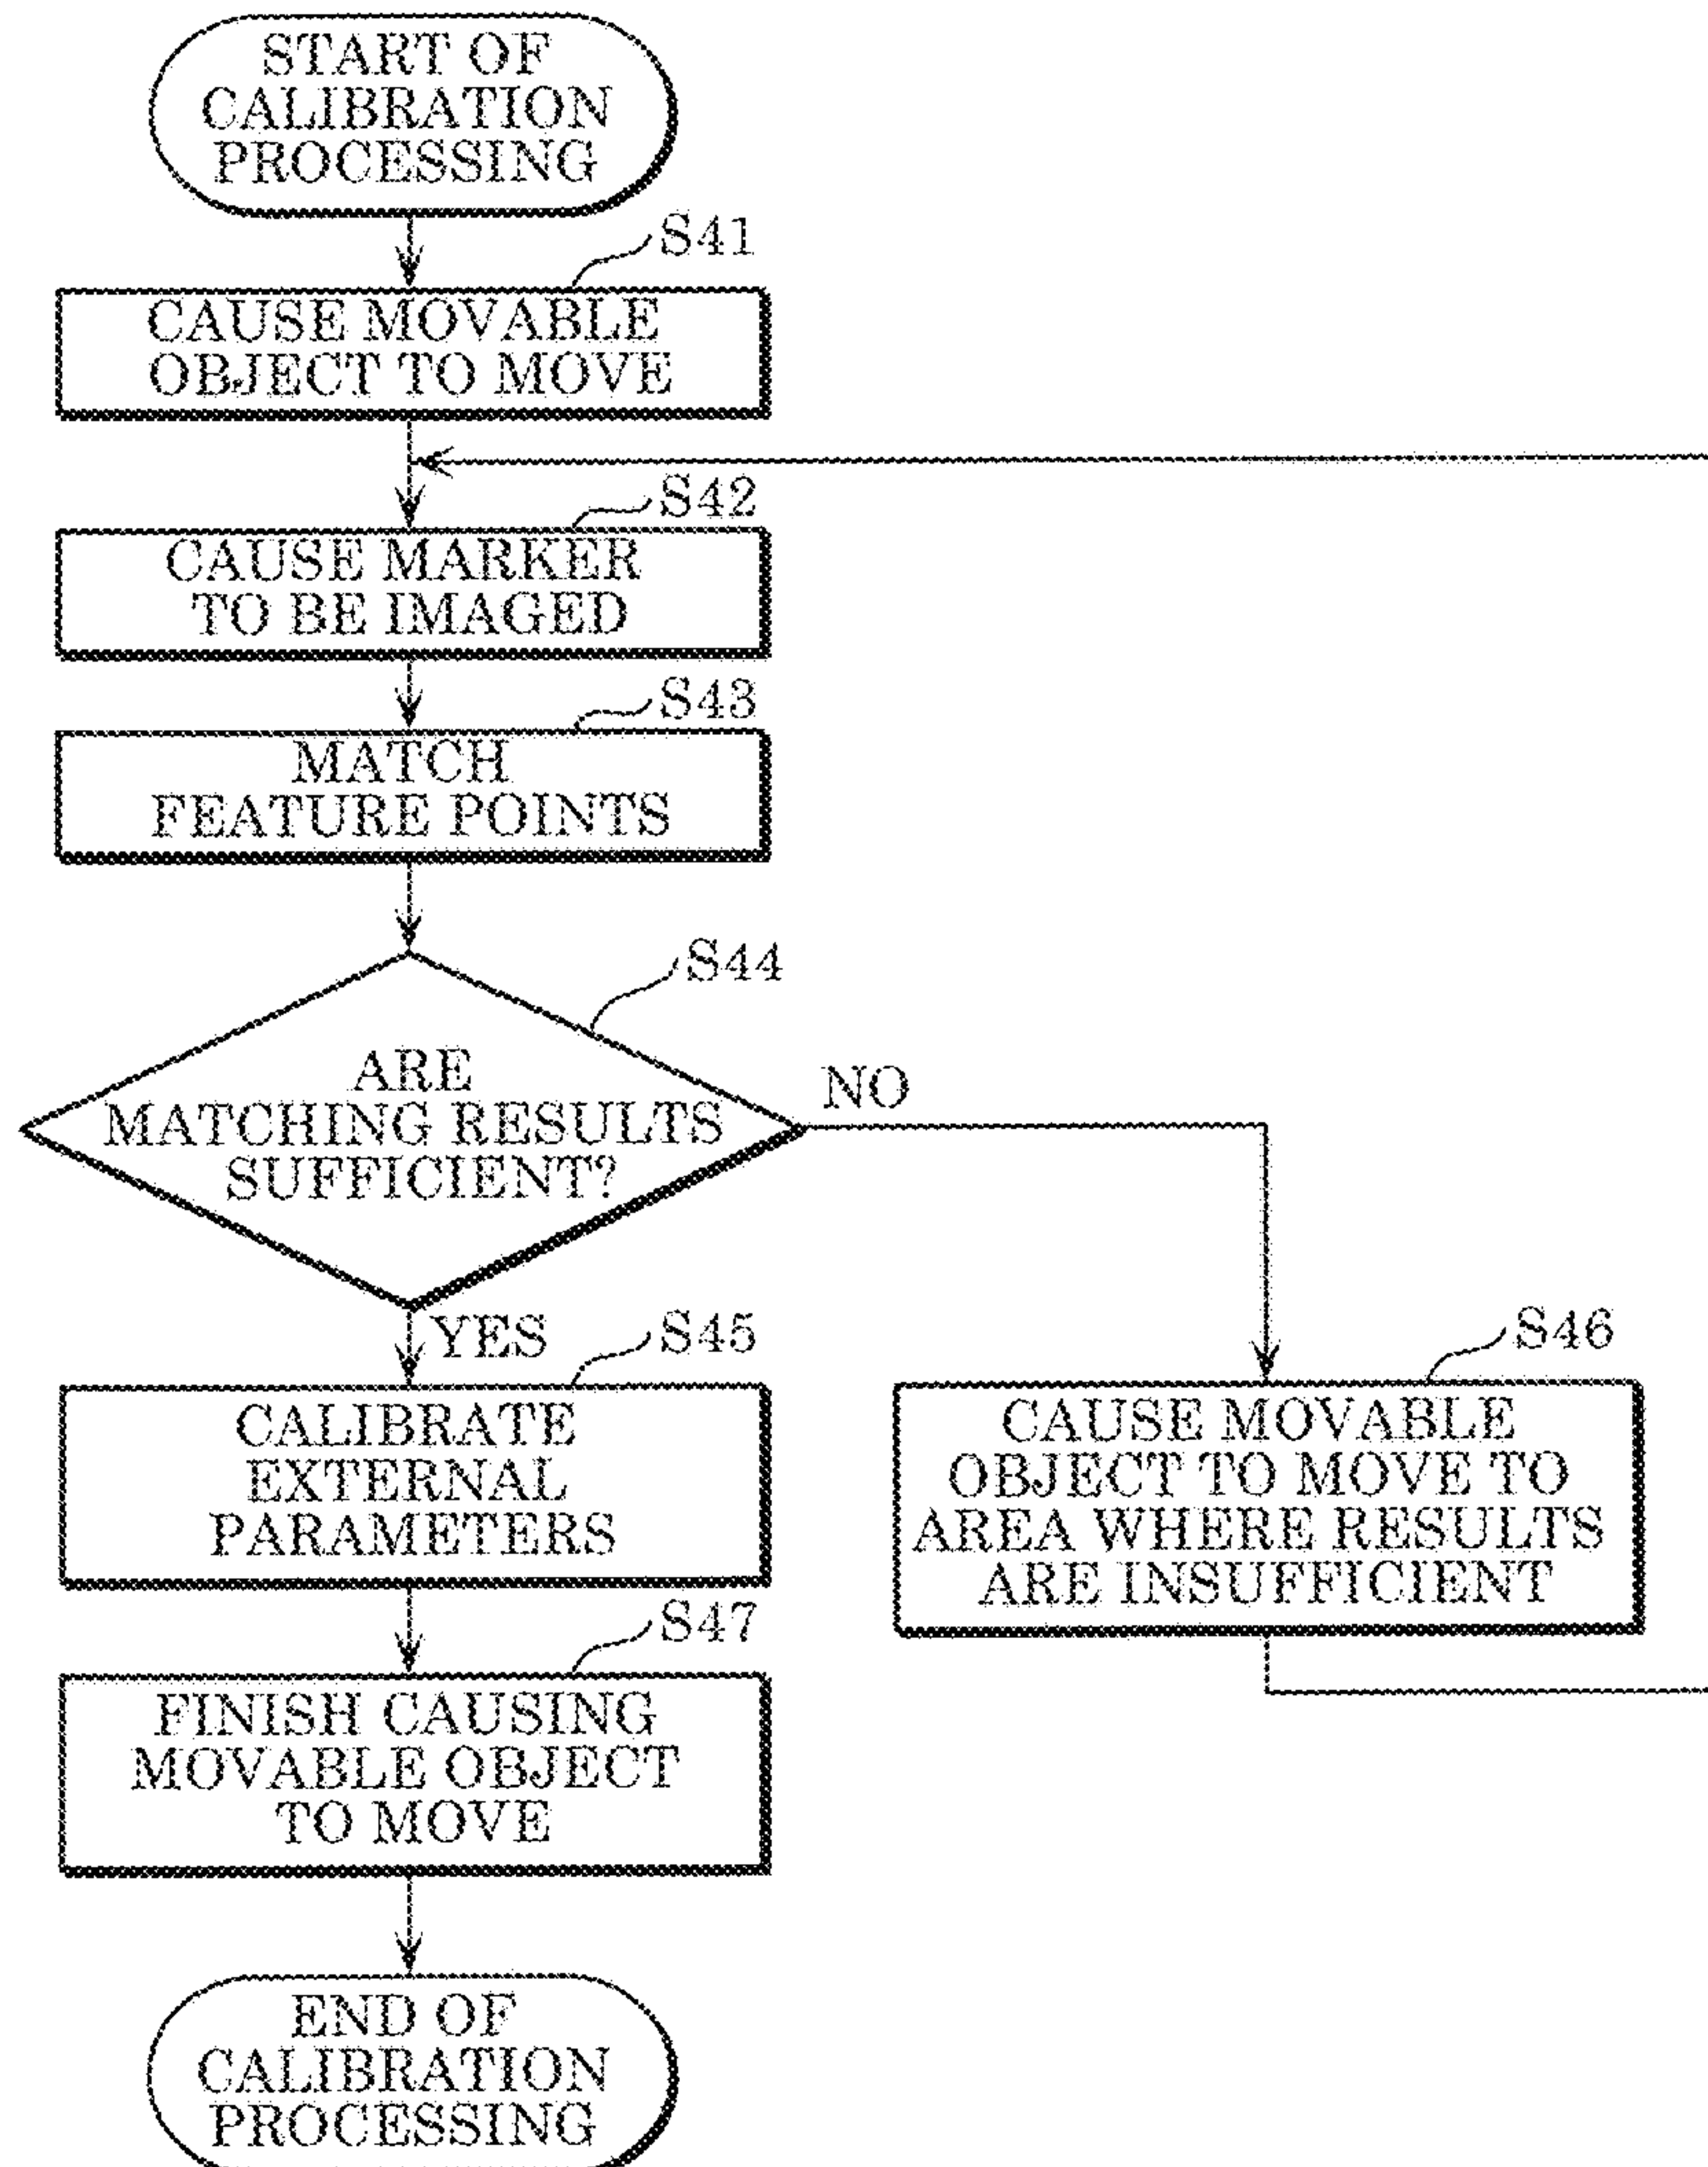 START OF
CALIBRATION
PROCESSING
S41
CAUSE MOVABLE
OBJECT TO MOVE
S42
CAUSE MARKER
TO BE IMAGED
S43
MATCH
FEATURE POINTS
S44
ARE
MATCHING RESULTS
SUFFICIENT?
NO
YES
S45
CALIBRATE
EXTERNAL
PARAMETERS
S46
CAUSE MOVABLE
OBJECT TO MOVE TO
AREA WHERE RESULTS
ARE INSUFFICIENT
S47
FINISH CAUSING
MOVABLE OBJECT
TO MOVE
END OF
CALIBRATION
PROCESSING